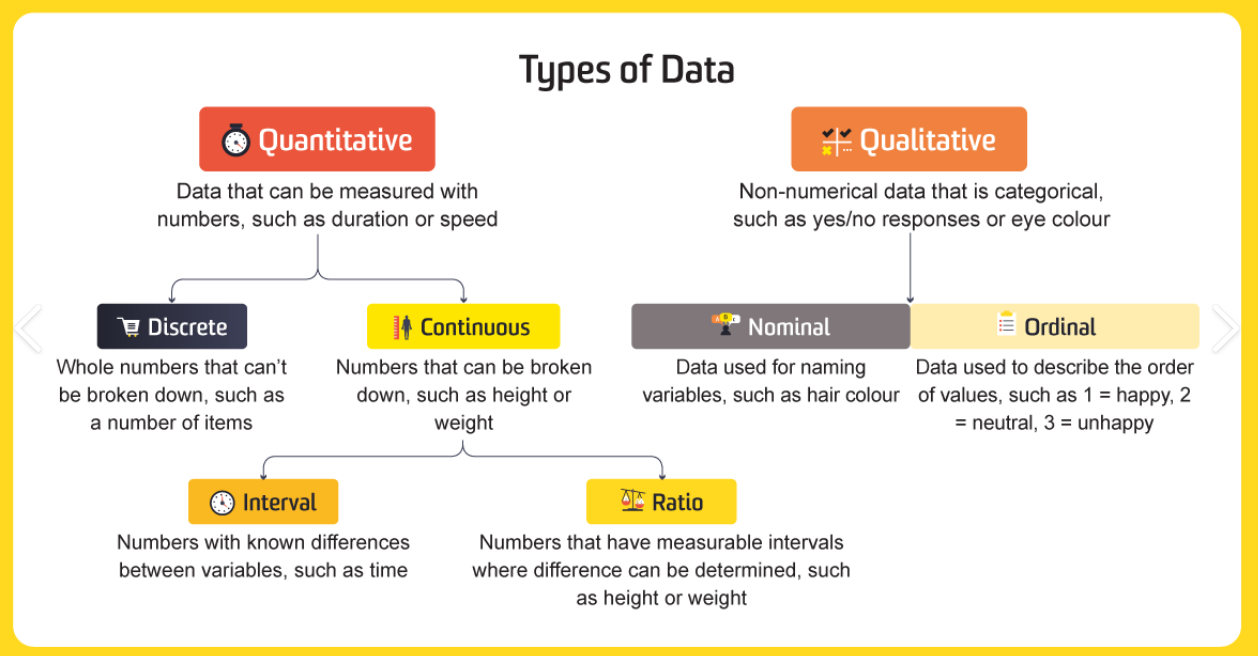 Types of Data
Quantitative
Data that can be measured with
numbers, such as duration or speed
Qualitative
Non-numerical data that is categorical,
such as yes/no responses or eye colour
Discrete
Whole numbers that can't
be broken down, such as
a number of items
Continuous
Numbers that can be broken
down, such as height or
weight
Nominal
Data used for naming
variables, such as hair colour
Ordinal
Data used to describe the order
of values, such as 1 = happy, 2
= neutral, 3 = unhappy
Interval
Numbers with known differences
between variables, such as time
Ratio
Numbers that have measurable intervals
where difference can be determined, such
as height or weight